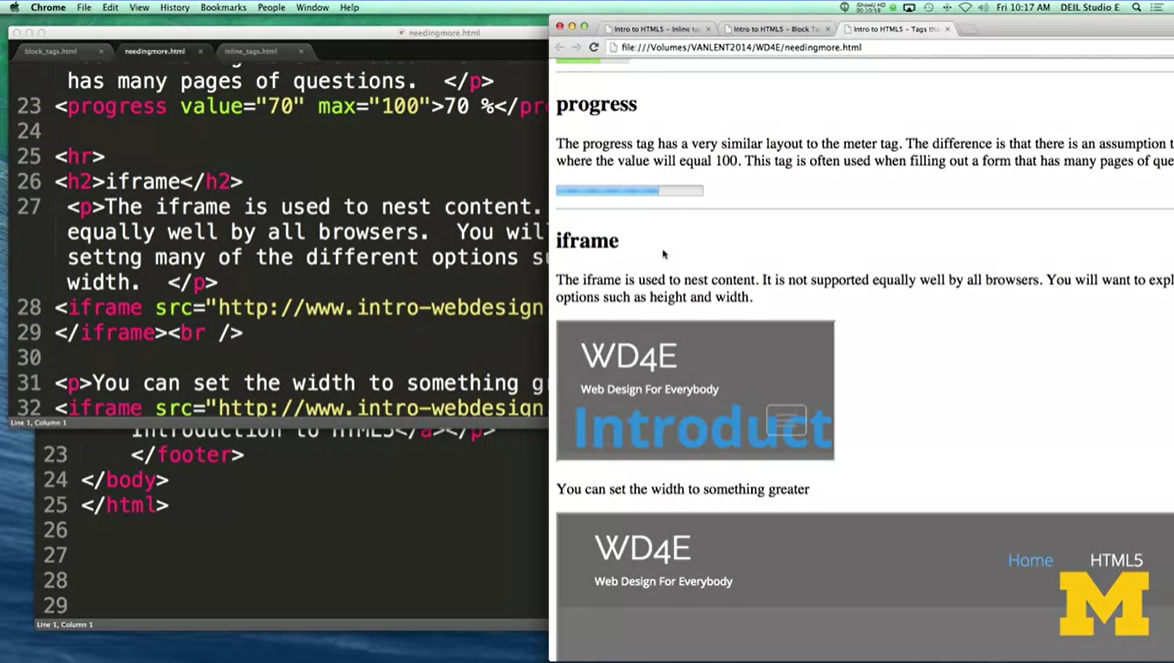 Chrome File Edit View History Bookmarks People Window Help
Fri 10:17 AM DEIL Studio E
needingmore.html
block_tags.html
needingmore.html
inline_tags.html
has many pages of questions. </p>
23 <progress value="70" max="100">70 %</pr
24
25 <hr>
26 <h2>iframe</h2>
27 <p>The iframe is used to nest content.
equally well by all browsers. You wil
settng many of the different options su
width. </p>
28 <iframe src="http://www.intro-webdesign
29 </iframe><br />
30
31 <p>You can set the width to something g
32 <iframe src="http://www.intro-webdesign
Line 1, Column 1
Introduction to HTML5</a></p>
23 </footer>
24 </body>
25 </html>
26
27
28
29
Line 1, Column 1
Intro to HTML5 – Inline ta
Intro to HTML5 – Block Ta
Intro to HTML5 – Tags tha
file:///Volumes/VANLENT2014/WD4E/needingmore.html
progress
The progress tag has a very similar layout to the meter tag. The difference is that there is an assumption t
where the value will equal 100. This tag is often used when filling out a form that has many pages of que
iframe
The iframe is used to nest content. It is not supported equally well by all browsers. You will want to expl
options such as height and width.
WD4E
Web Design For Everybody
Introduct
You can set the width to something greater
WD4E
Home HTML5
Web Design For Everybody
M